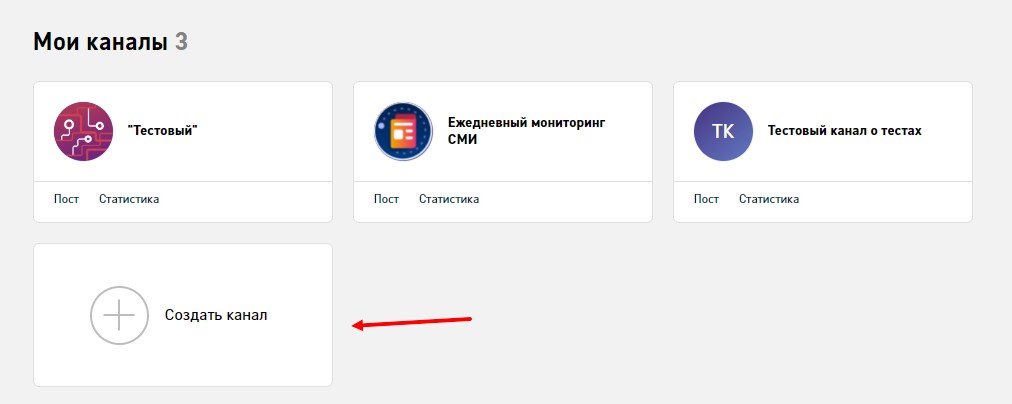 Мои каналы 3
"Тестовый"
Ежедневный мониторинг
СМИ
ТК
Тестовый канал о тестах
Пост Статистика
Пост Статистика
Пост Статистика
Создать канал